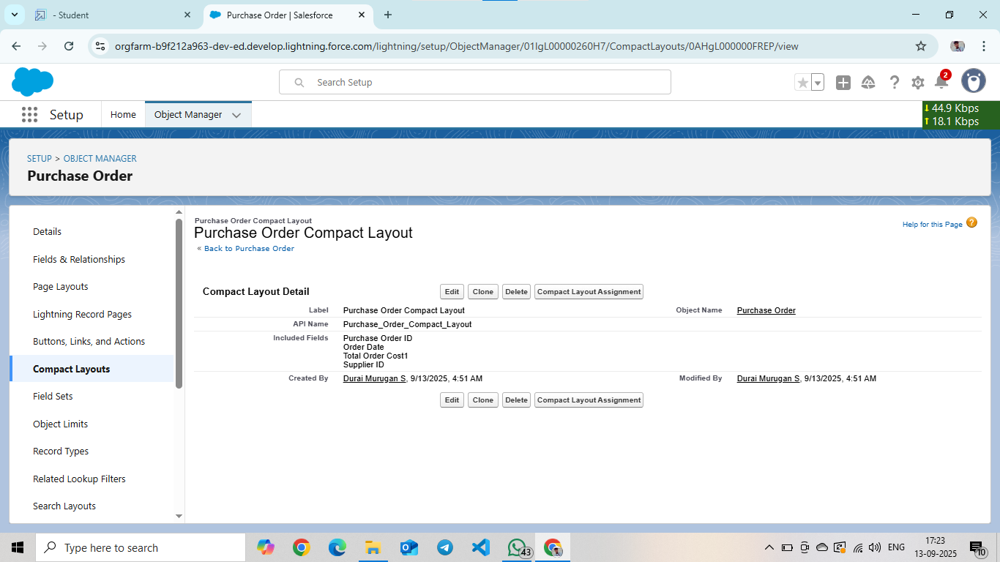 - Student
Purchase Order | Salesforce
orgfarm-b9f212a963-dev-ed.develop.lightning.force.com/lightning/setup/ObjectManager/01IgL00000260H7/CompactLayouts/0AHgL000000FREP/view
Search Setup
2
Setup
Home
Object Manager
44.9 Kbps
18.1 Kbps
SETUP > OBJECT MANAGER
Purchase Order
Details
Fields & Relationships
Page Layouts
Lightning Record Pages
Buttons, Links, and Actions
Compact Layouts
Field Sets
Object Limits
Record Types
Related Lookup Filters
Search Layouts
Purchase Order Compact Layout
Purchase Order Compact Layout
« Back to Purchase Order
Help for this Page ?
Compact Layout Detail
Edit Clone Delete Compact Layout Assignment
Label Purchase Order Compact Layout Object Name Purchase Order
API Name Purchase_Order_Compact_Layout
Included Fields Purchase Order ID
Order Date
Total Order Cost1
Supplier ID
Created By Durai Murugan S, 9/13/2025, 4:51 AM Modified By Durai Murugan S, 9/13/2025, 4:51 AM
Edit Clone Delete Compact Layout Assignment
Type here to search
43
ENG
17:23
13-09-2025
10